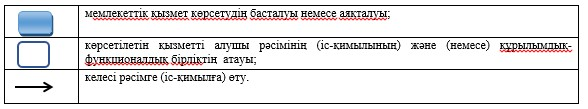 мемлекеттік қызмет көрсетудің басталуы немесе аяқталуы;
көрсетілетін қызметті алушы рәсімінің (іс-қимылының) және (немесе) құрылымдық-
функционалдық бірліктің атауы;
келесі рәсімге (іс-қимылға) өту.